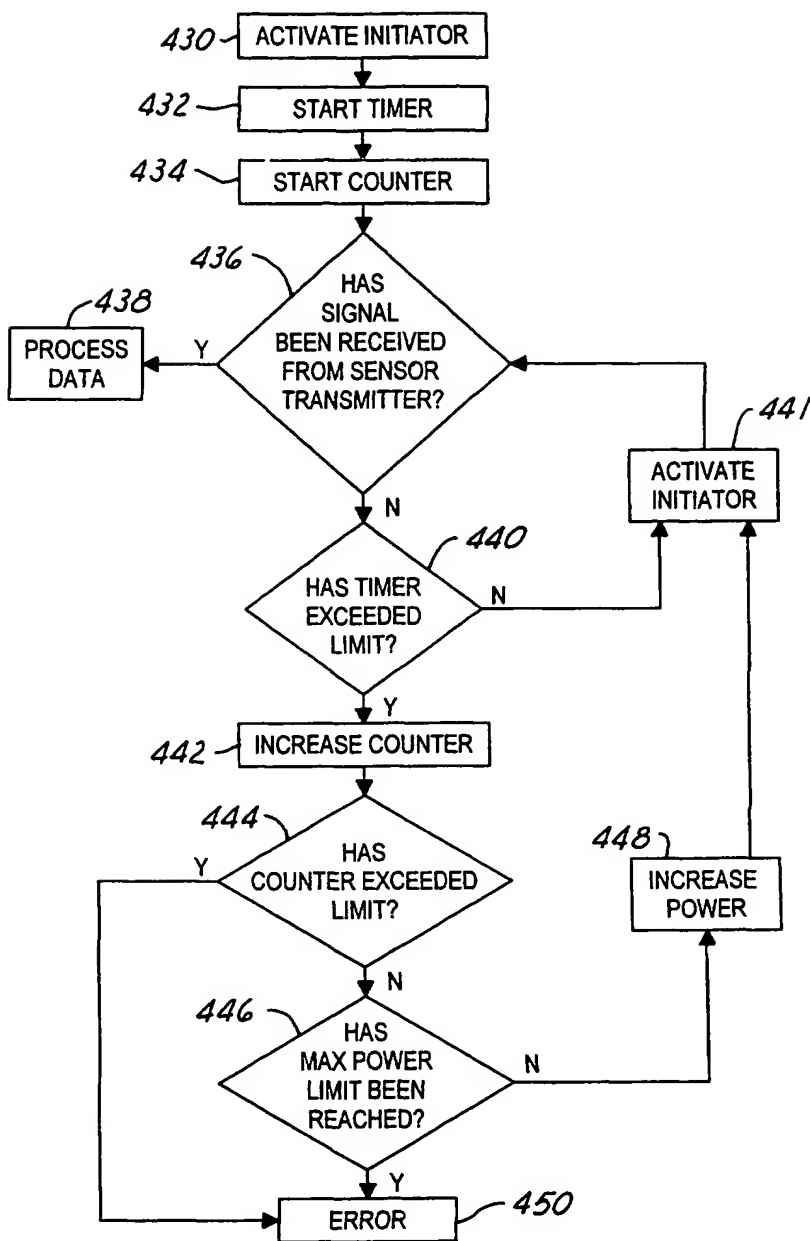 430
ACTIVATE INITIATOR
432
START TIMER
434
START COUNTER
436
HAS
SIGNAL
BEEN RECEIVED
FROM SENSOR
TRANSMITTER?
438
PROCESS
DATA
Y
441
ACTIVATE
INITIATOR
N
440
HAS TIMER
EXCEEDED
LIMIT?
N
Y
442
INCREASE COUNTER
444
HAS
COUNTER EXCEEDED
LIMIT?
Y
448
INCREASE
POWER
N
446
HAS
MAX POWER
LIMIT BEEN
REACHED?
N
Y
ERROR
450